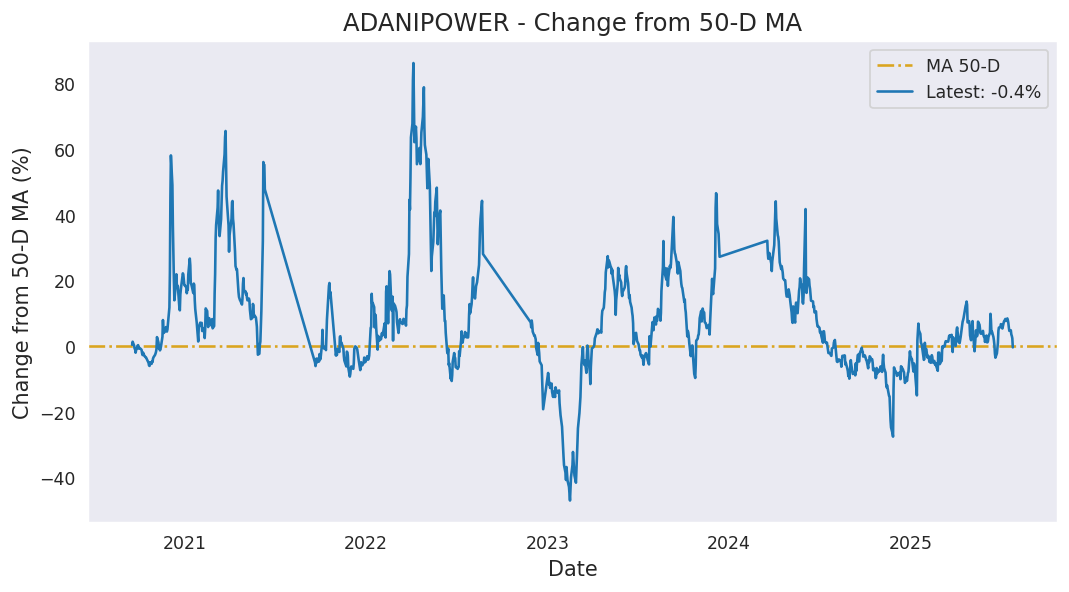 ADANIPOWER - Change from 50-D MA
MA 50-D
Latest: -0.4%
Change from 50-D MA (%)
80
60
40
20
0
−20
−40
2021
2022
2023
2024
2025
Date